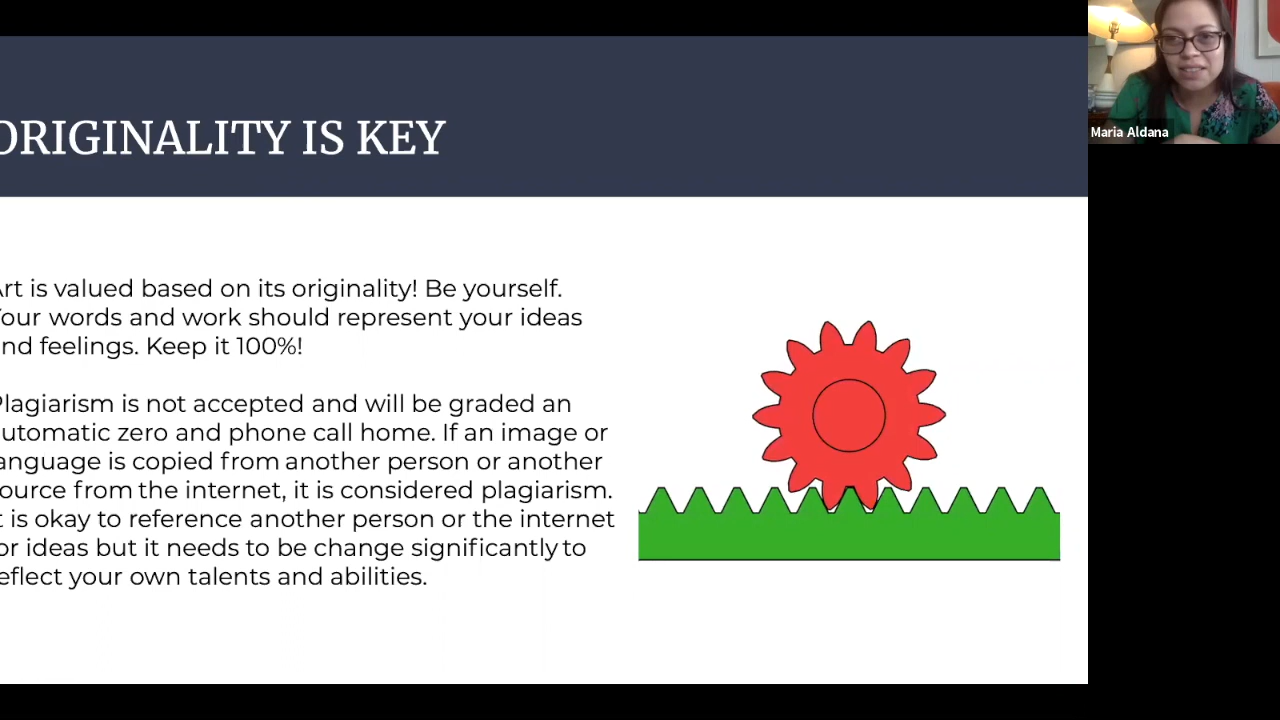 ORIGINALITY IS KEY
Maria Aldana
Art is valued based on its originality! Be yourself.
Your words and work should represent your ideas
and feelings. Keep it 100%!
Plagiarism is not accepted and will be graded an
automatic zero and phone call home. If an image or
language is copied from another person or another
source from the internet, it is considered plagiarism.
It is okay to reference another person or the internet
for ideas but it needs to be change significantly to
reflect your own talents and abilities.